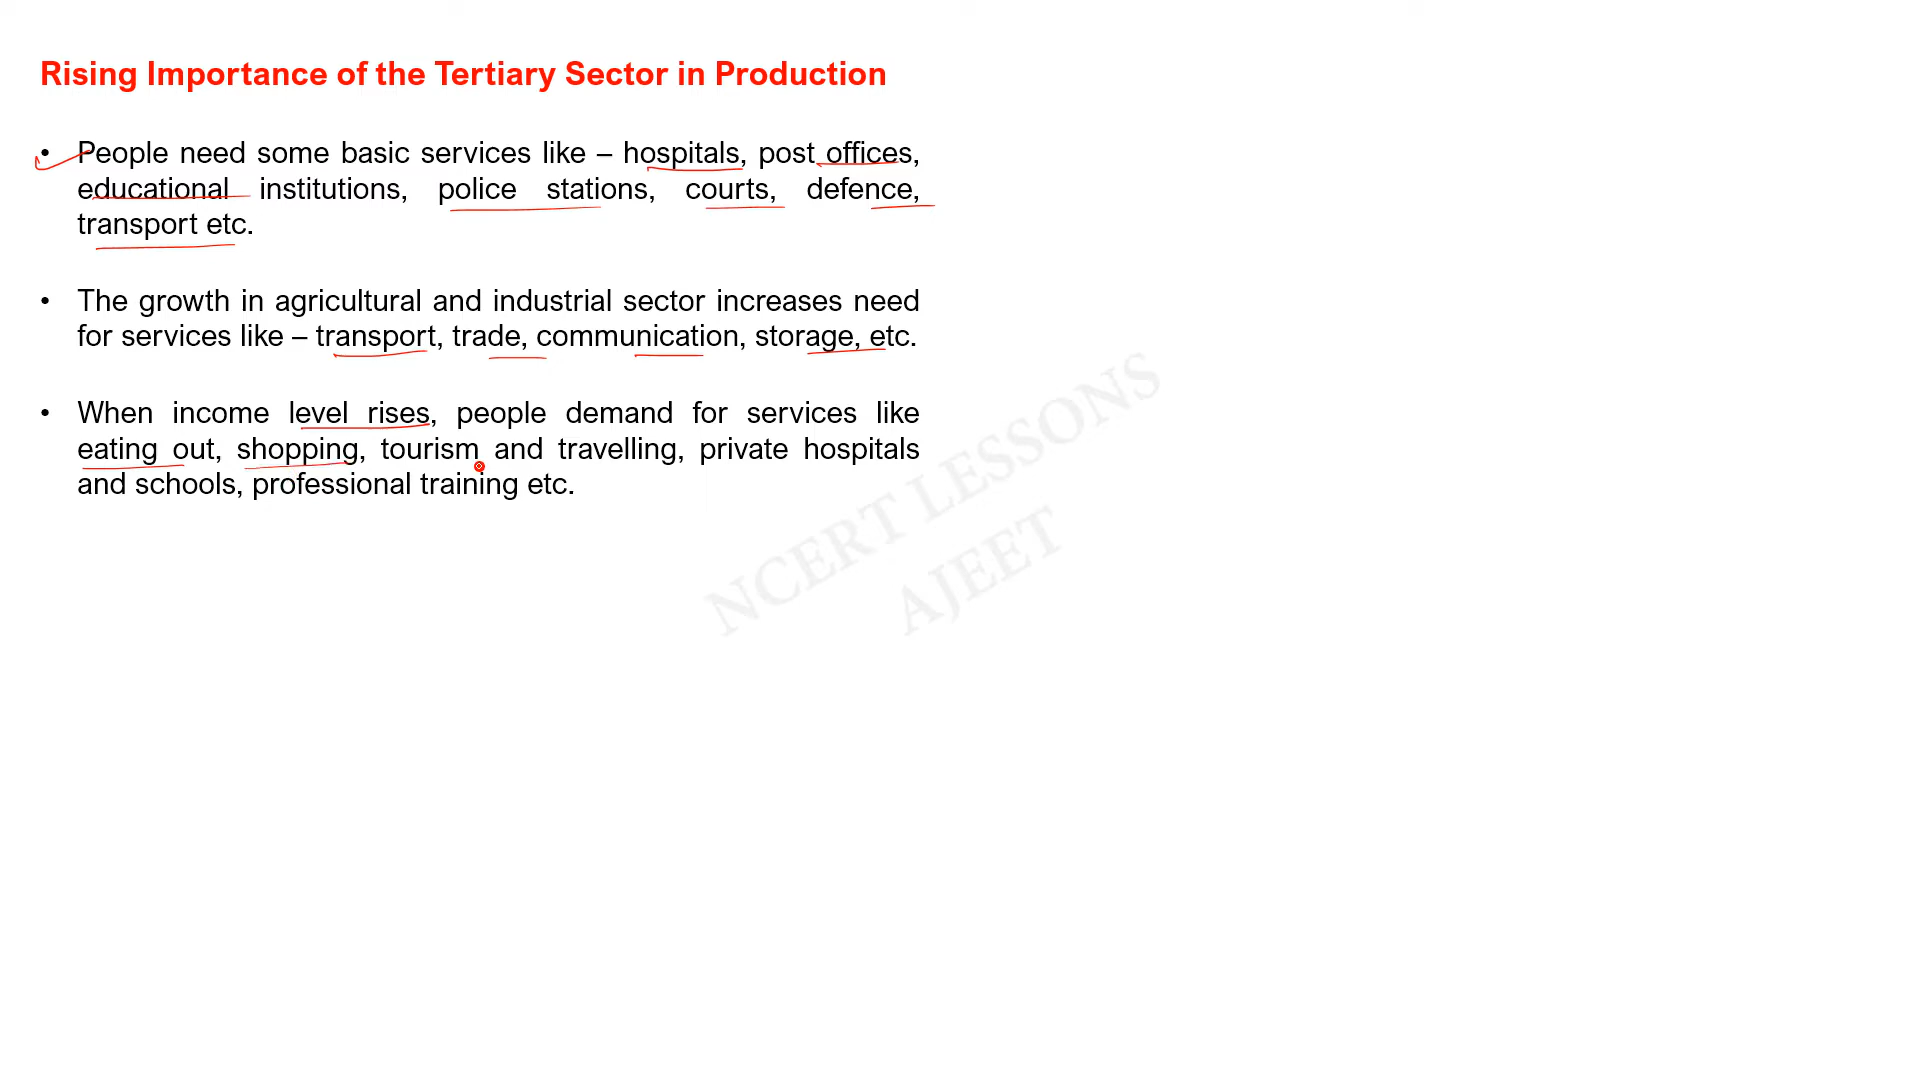 Rising Importance of the Tertiary Sector in Production
• People need some basic services like – hospitals, post offices,
educational institutions, police stations, courts, defence,
transport etc.
• The growth in agricultural and industrial sector increases need
for services like – transport, trade, communication, storage, etc.
• When income level rises, people demand for services like
eating out, shopping, tourism and travelling, private hospitals
and schools, professional training etc.
NCERT LESSONS
AJEET